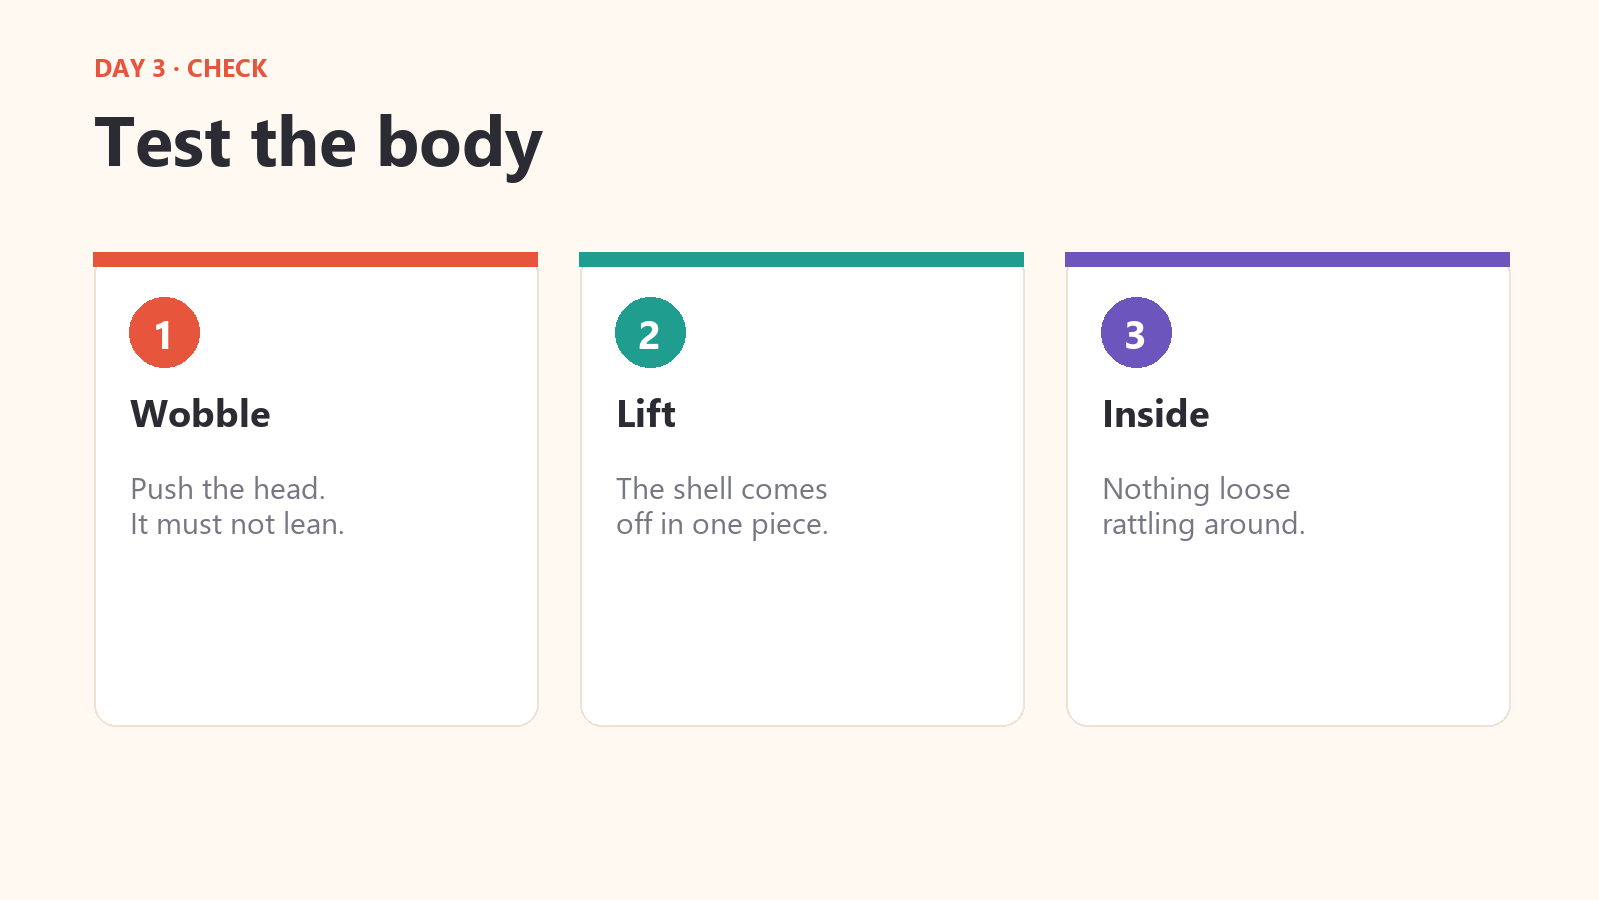 DAY 3 · CHECK
Test the body
1
Wobble
Push the head.
It must not lean.
2
Lift
The shell comes
off in one piece.
3
Inside
Nothing loose
rattling around.